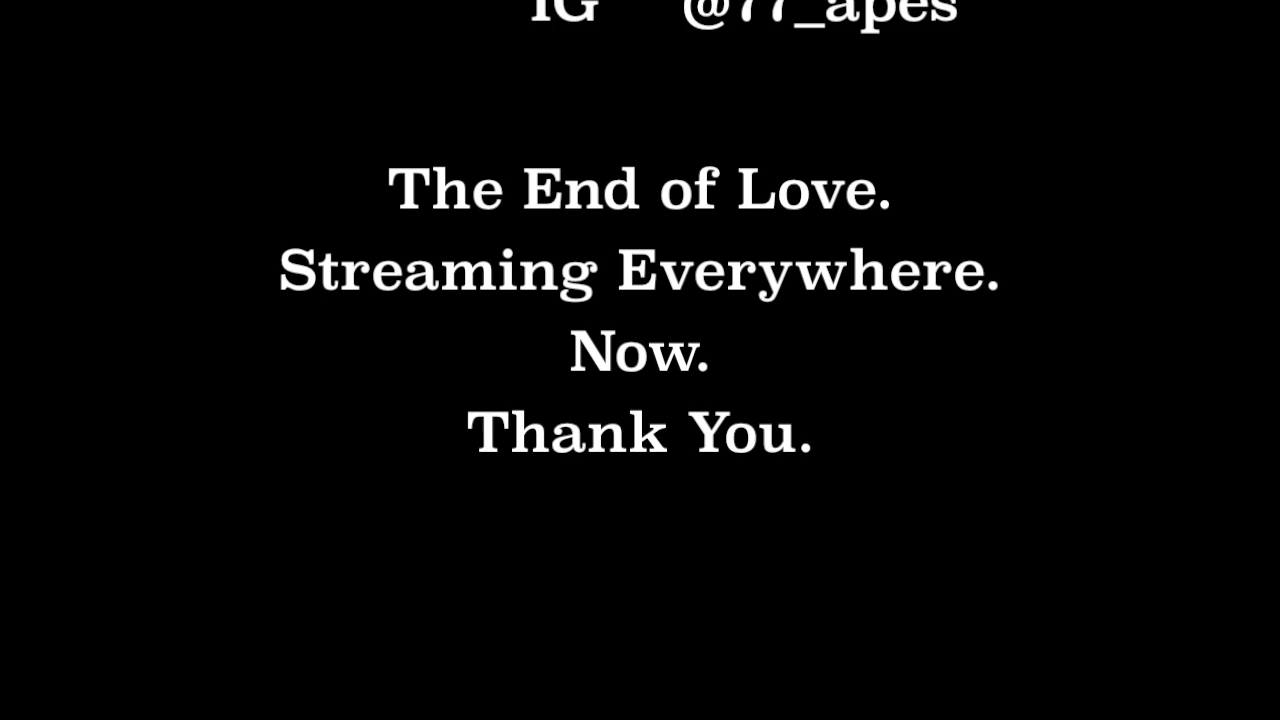 IG @77_apes
The End of Love.
Streaming Everywhere.
Now.
Thank You.